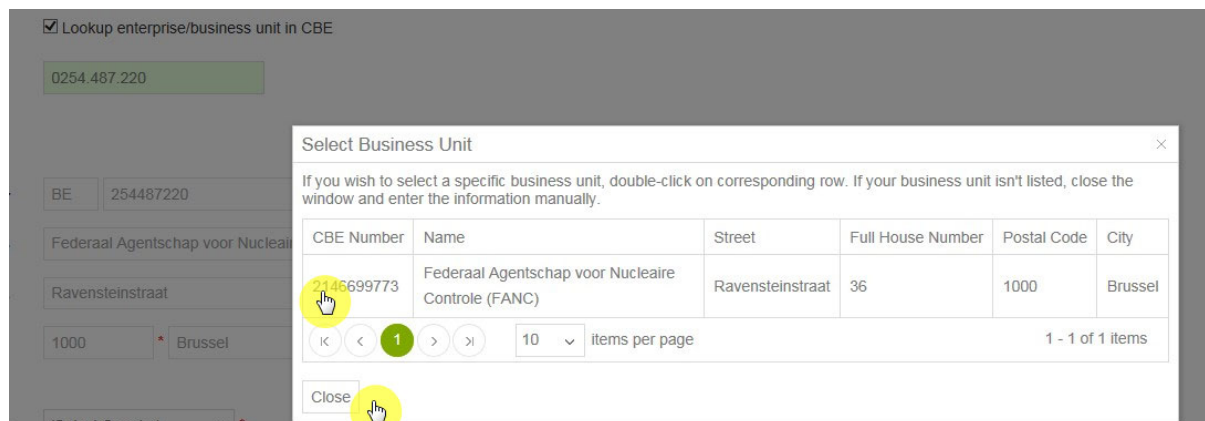 Lookup enterprise/business unit in CBE
0254.487.220
Select Business Unit
If you wish to select a specific business unit, double-click on corresponding row. If your business unit isn't listed, close the
window and enter the information manually.
BE 254487220
Federaal Agentschap voor
Ravensteinstraat
1000 * Brussel
CBE Number Name Street Full House Number Postal Code City
2146699773 Federaal Agentschap voor Nucleaire Ravensteinstraat 36 1000 Brussel
Controle (FANC)
1 10 items per page 1 - 1 of 1 items
Close